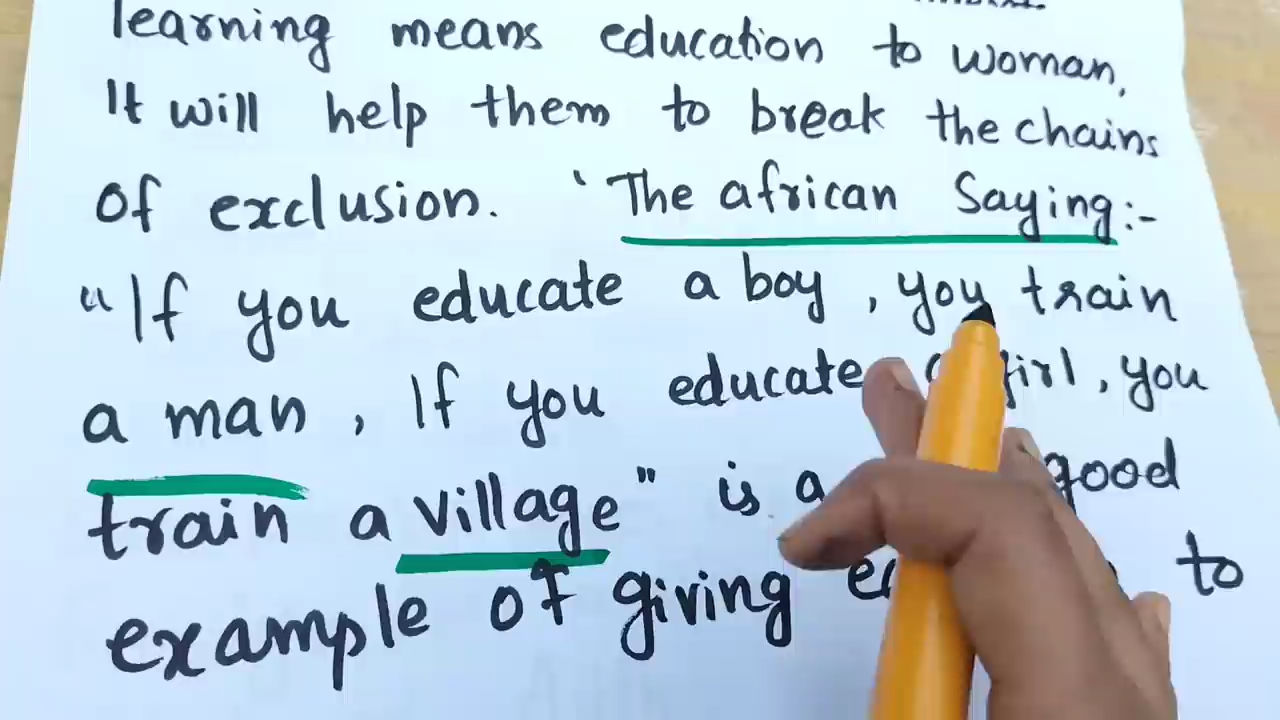 learning means education to woman,
It will help them to break the chains
of exclusion. 'The african Saying:-
"If you educate a boy, you train
a man, If you educate girl, you
train a village" is a good
example of giving to